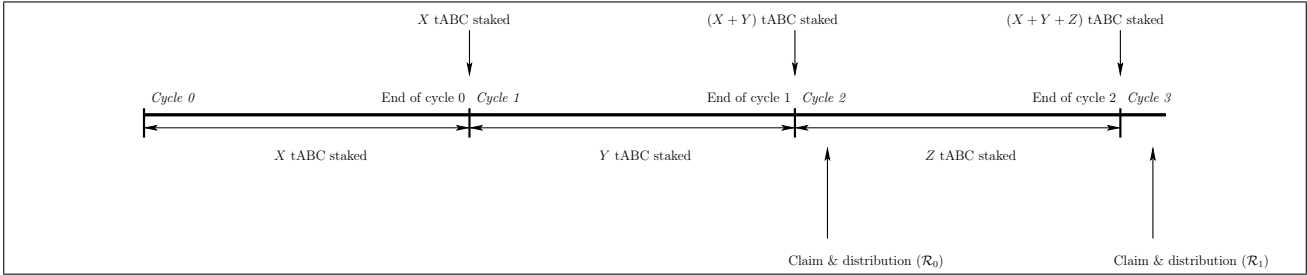 X tABC staked
(X + Y) tABC staked
(X + Y + Z) tABC staked
Cycle 0
End of cycle 0
Cycle 1
End of cycle 1
Cycle 2
End of cycle 2
Cycle 3
X tABC staked
Y tABC staked
Z tABC staked
Claim & distribution (R₀)
Claim & distribution (R₁)